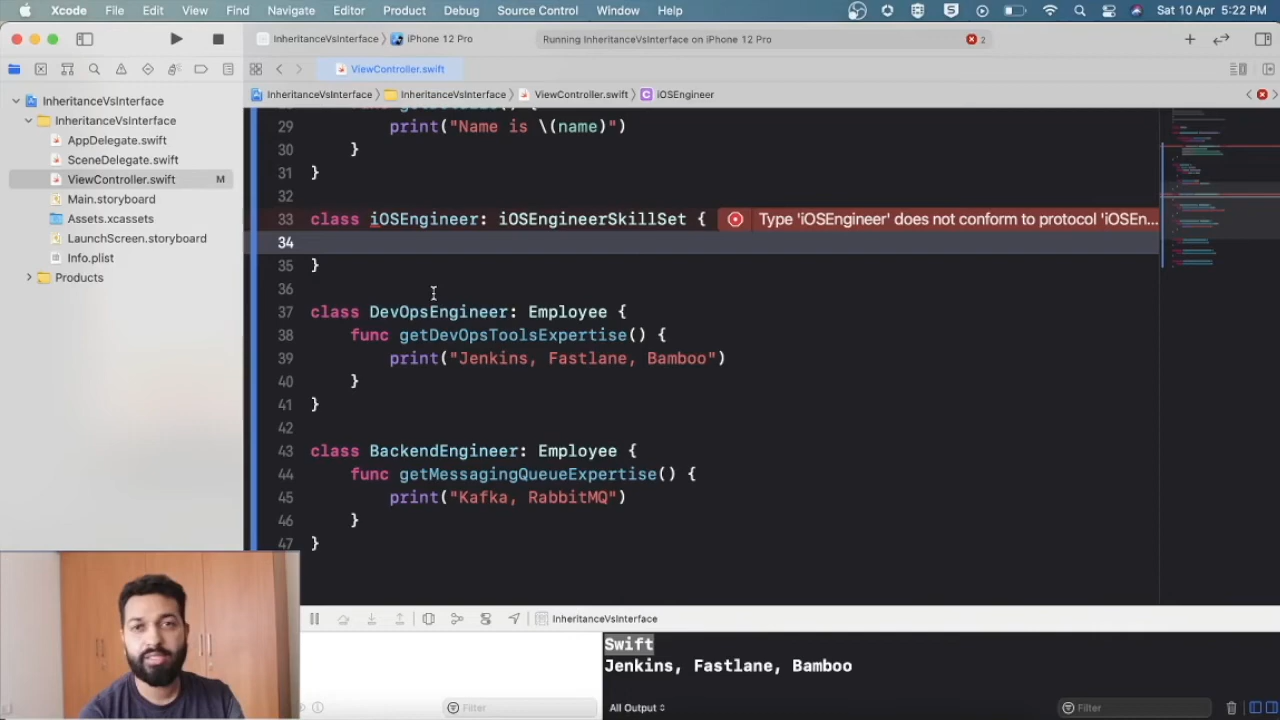 Xcode File Edit View Find Navigate Editor Product Debug Source Control Window Help Sat 10 Apr 5:22 PM
InheritanceVsInterface iPhone 12 Pro Running InheritanceVsInterface on iPhone 12 Pro 2
ViewController.swift
InheritanceVsInterface InheritanceVsInterface ViewController.swift C iOSEngineer
InheritanceVsInterface
InheritanceVsInterface
AppDelegate.swift
SceneDelegate.swift
ViewController.swift M
Main.storyboard
Assets.xcassets
LaunchScreen.storyboard
Info.plist
Products
29 print("Name is \(name)")
30 }
31 }
32
33 class iOSEngineer: iOSEngineerSkillSet { Type 'iOSEngineer' does not conform to protocol 'iOSEn...
34
35 }
36
37 class DevOpsEngineer: Employee {
38 func getDevOpsToolsExpertise() {
39 print("Jenkins, Fastlane, Bamboo")
40 }
41 }
42
43 class BackendEngineer: Employee {
44 func getMessagingQueueExpertise() {
45 print("Kafka, RabbitMQ")
46 }
47 }
InheritanceVsInterface
Swift
Jenkins, Fastlane, Bamboo
Filter
All Output
Filter